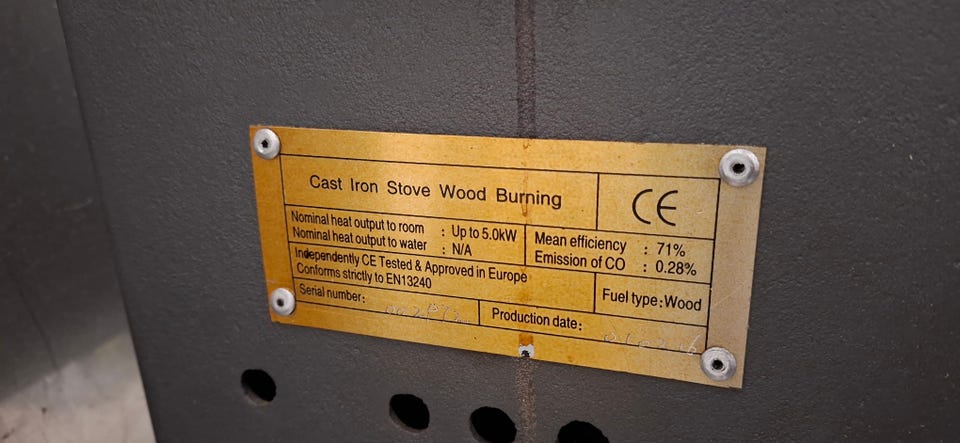 Cast Iron Stove Wood Burning
CE
Nominal heat output to room : Up to 5.0kW
Nominal heat output to water : N/A
Mean efficiency : 71%
Emission of CO : 0.28%
Independently CE Tested & Approved in Europe
Conforms strictly to EN13240
Fuel type: Wood
Serial number:
Production date: